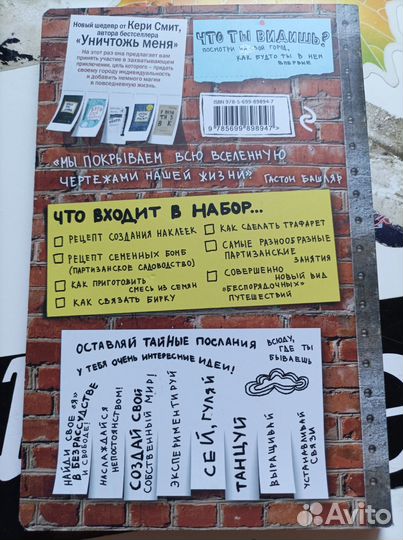 Новый шедевр от Кери Смит,
автора бестселлера
«Уничтожь меня»
На этот раз она предлагает вам
принять участие в захватывающем
приключении, цель которого – придать
своему городу индивидуальность
и добавить немного магии
в повседневную жизнь.
ЧТО ТЫ ВИДИШЬ?
ПОСМОТРИ НА СВОЙ ГОРОД,
КАК БУДТО ТЫ В НЕМ
ВПЕРВЫЕ
ISBN 978-5-699-89894-7
9 785699 898947 >
«МЫ ПОКРЫВАЕМ ВСЮ ВСЕЛЕННУЮ
ЧЕРТЕЖАМИ НАШЕЙ ЖИЗНИ» ГАСТОН БАШЛЯР
ЧТО ВХОДИТ В НАБОР...
РЕЦЕПТ СОЗДАНИЯ НАКЛЕЕК
РЕЦЕПТ СЕМЕННЫХ БОМБ
(ПАРТИЗАНСКОЕ САДОВОДСТВО)
КАК ПРИГОТОВИТЬ
СМЕСЬ ИЗ СЕМЯН
КАК СВЯЗАТЬ БИРКУ
КАК СДЕЛАТЬ ТРАФАРЕТ
САМЫЕ РАЗНООБРАЗНЫЕ
ПАРТИЗАНСКИЕ
ЗАНЯТИЯ
СОВЕРШЕННО
НОВЫЙ ВИД
«БЕСПОРЯДОЧНЫХ»
ПУТЕШЕСТВИЙ
ОСТАВЛЯЙ ТАЙНЫЕ ПОСЛАНИЯ
ВСЮДУ,
ГДЕ ТЫ
БЫВАЕШЬ
У ТЕБЯ ОЧЕНЬ ИНТЕРЕСНЫЕ ИДЕИ!
НАЙДИ СВОЕ «Я»
В БЕЗРАССУДСТВЕ
И СВОБОДЕ!
НАСЛАЖДАЙСЯ
НЕПОСТОЯНСТВОМ!
СОЗДАЙ СВОЙ
СОБСТВЕННЫЙ МИР!
ЭКСПЕРИМЕНТИРУЙ
СЕЙ, ГУЛЯЙ
ТАНЦУЙ
ВЫРАЩИВАЙ
УСТАНАВЛИВАЙ
СВЯЗИ
Avito